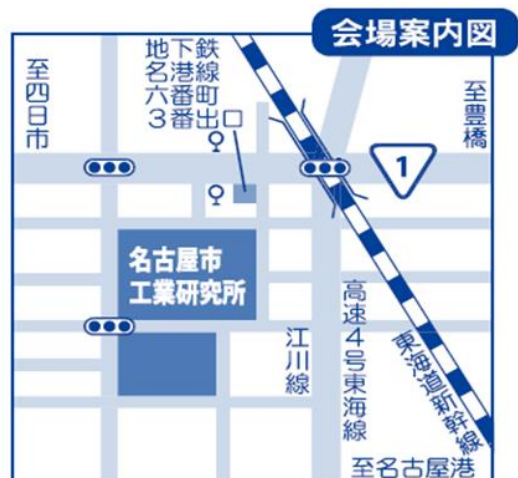 会場案内図
至四日市
地下鉄
名港線
六番町
3番出口
至豊橋
1
名古屋市
工業研究所
江川線
高速4号東海線
東海道新幹線
至名古屋港